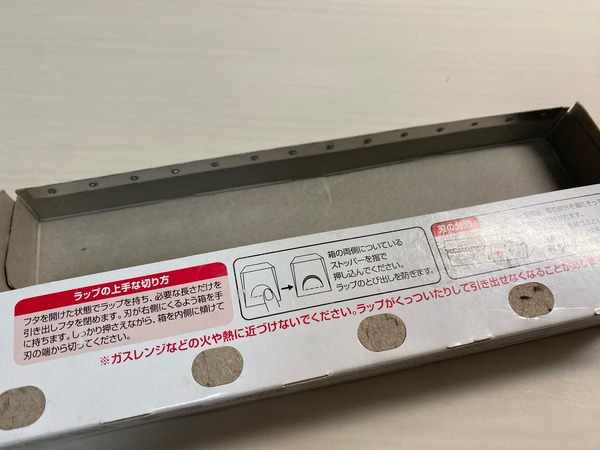 ラップの上手な切り方
フタを開けた状態でラップを持ち、必要な長さだけを
引き出しフタを閉めます。刃が右側にくるよう箱を手
に持ちます。しっかり押さえながら、箱を内側に傾けて
刃の端から切してください。
箱の両側についている
ストッパーを指で
押し込んでください。
ラップのとび出しを防ぎます。
刃の分別
※ガスレンジなどの火や熱に近づけないでください。ラップがくっついたりして引き出せなくなることがあります